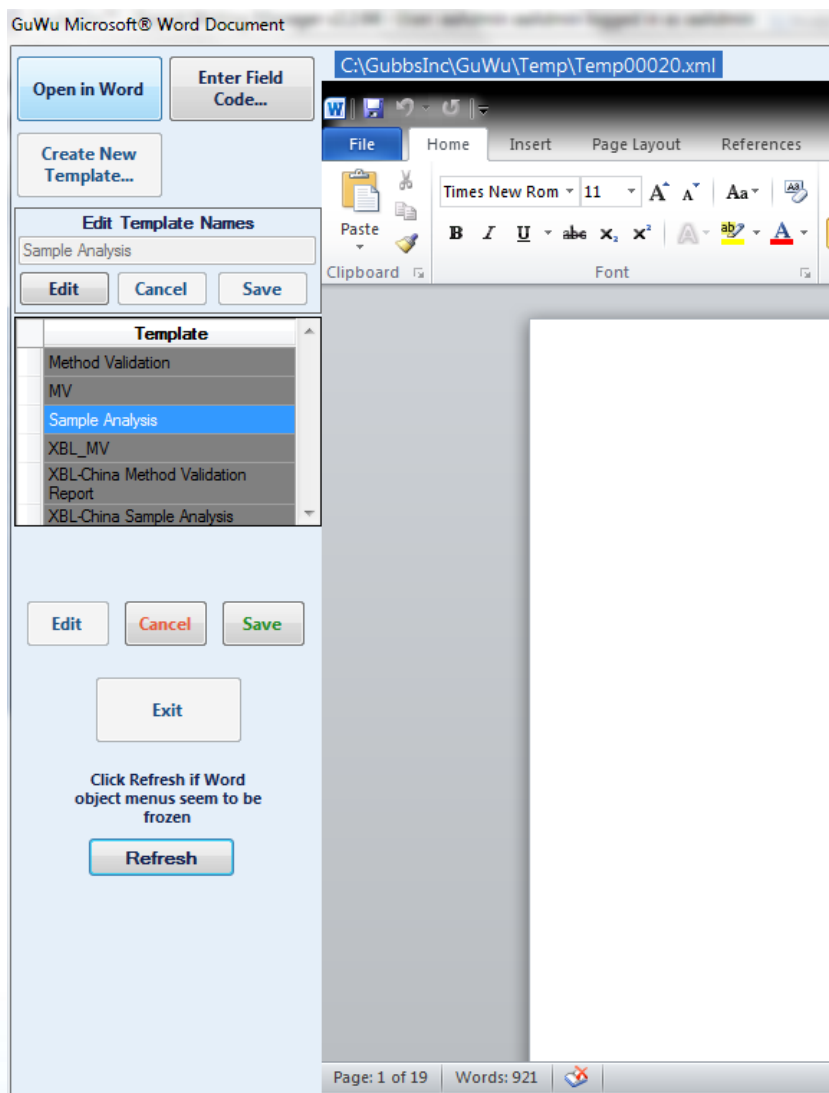 GuWu Microsoft® Word Document
Open in Word
Enter Field
Code...
C:\GubbsInc\GuWu\Temp\Temp00020.xml
Create New
Template...
File Home Insert Page Layout References
Edit Template Names
Sample Analysis
Edit Cancel Save
Times New Rom 11 A A Aa
Paste
B I U abc x₂ x² A ab A
Clipboard Font
Template
Method Validation
MV
Sample Analysis
XBL_MV
XBL-China Method Validation
Report
XBL-China Sample Analysis
Edit Cancel Save
Exit
Click Refresh if Word
object menus seem to be
frozen
Refresh
Page: 1 of 19 Words: 921